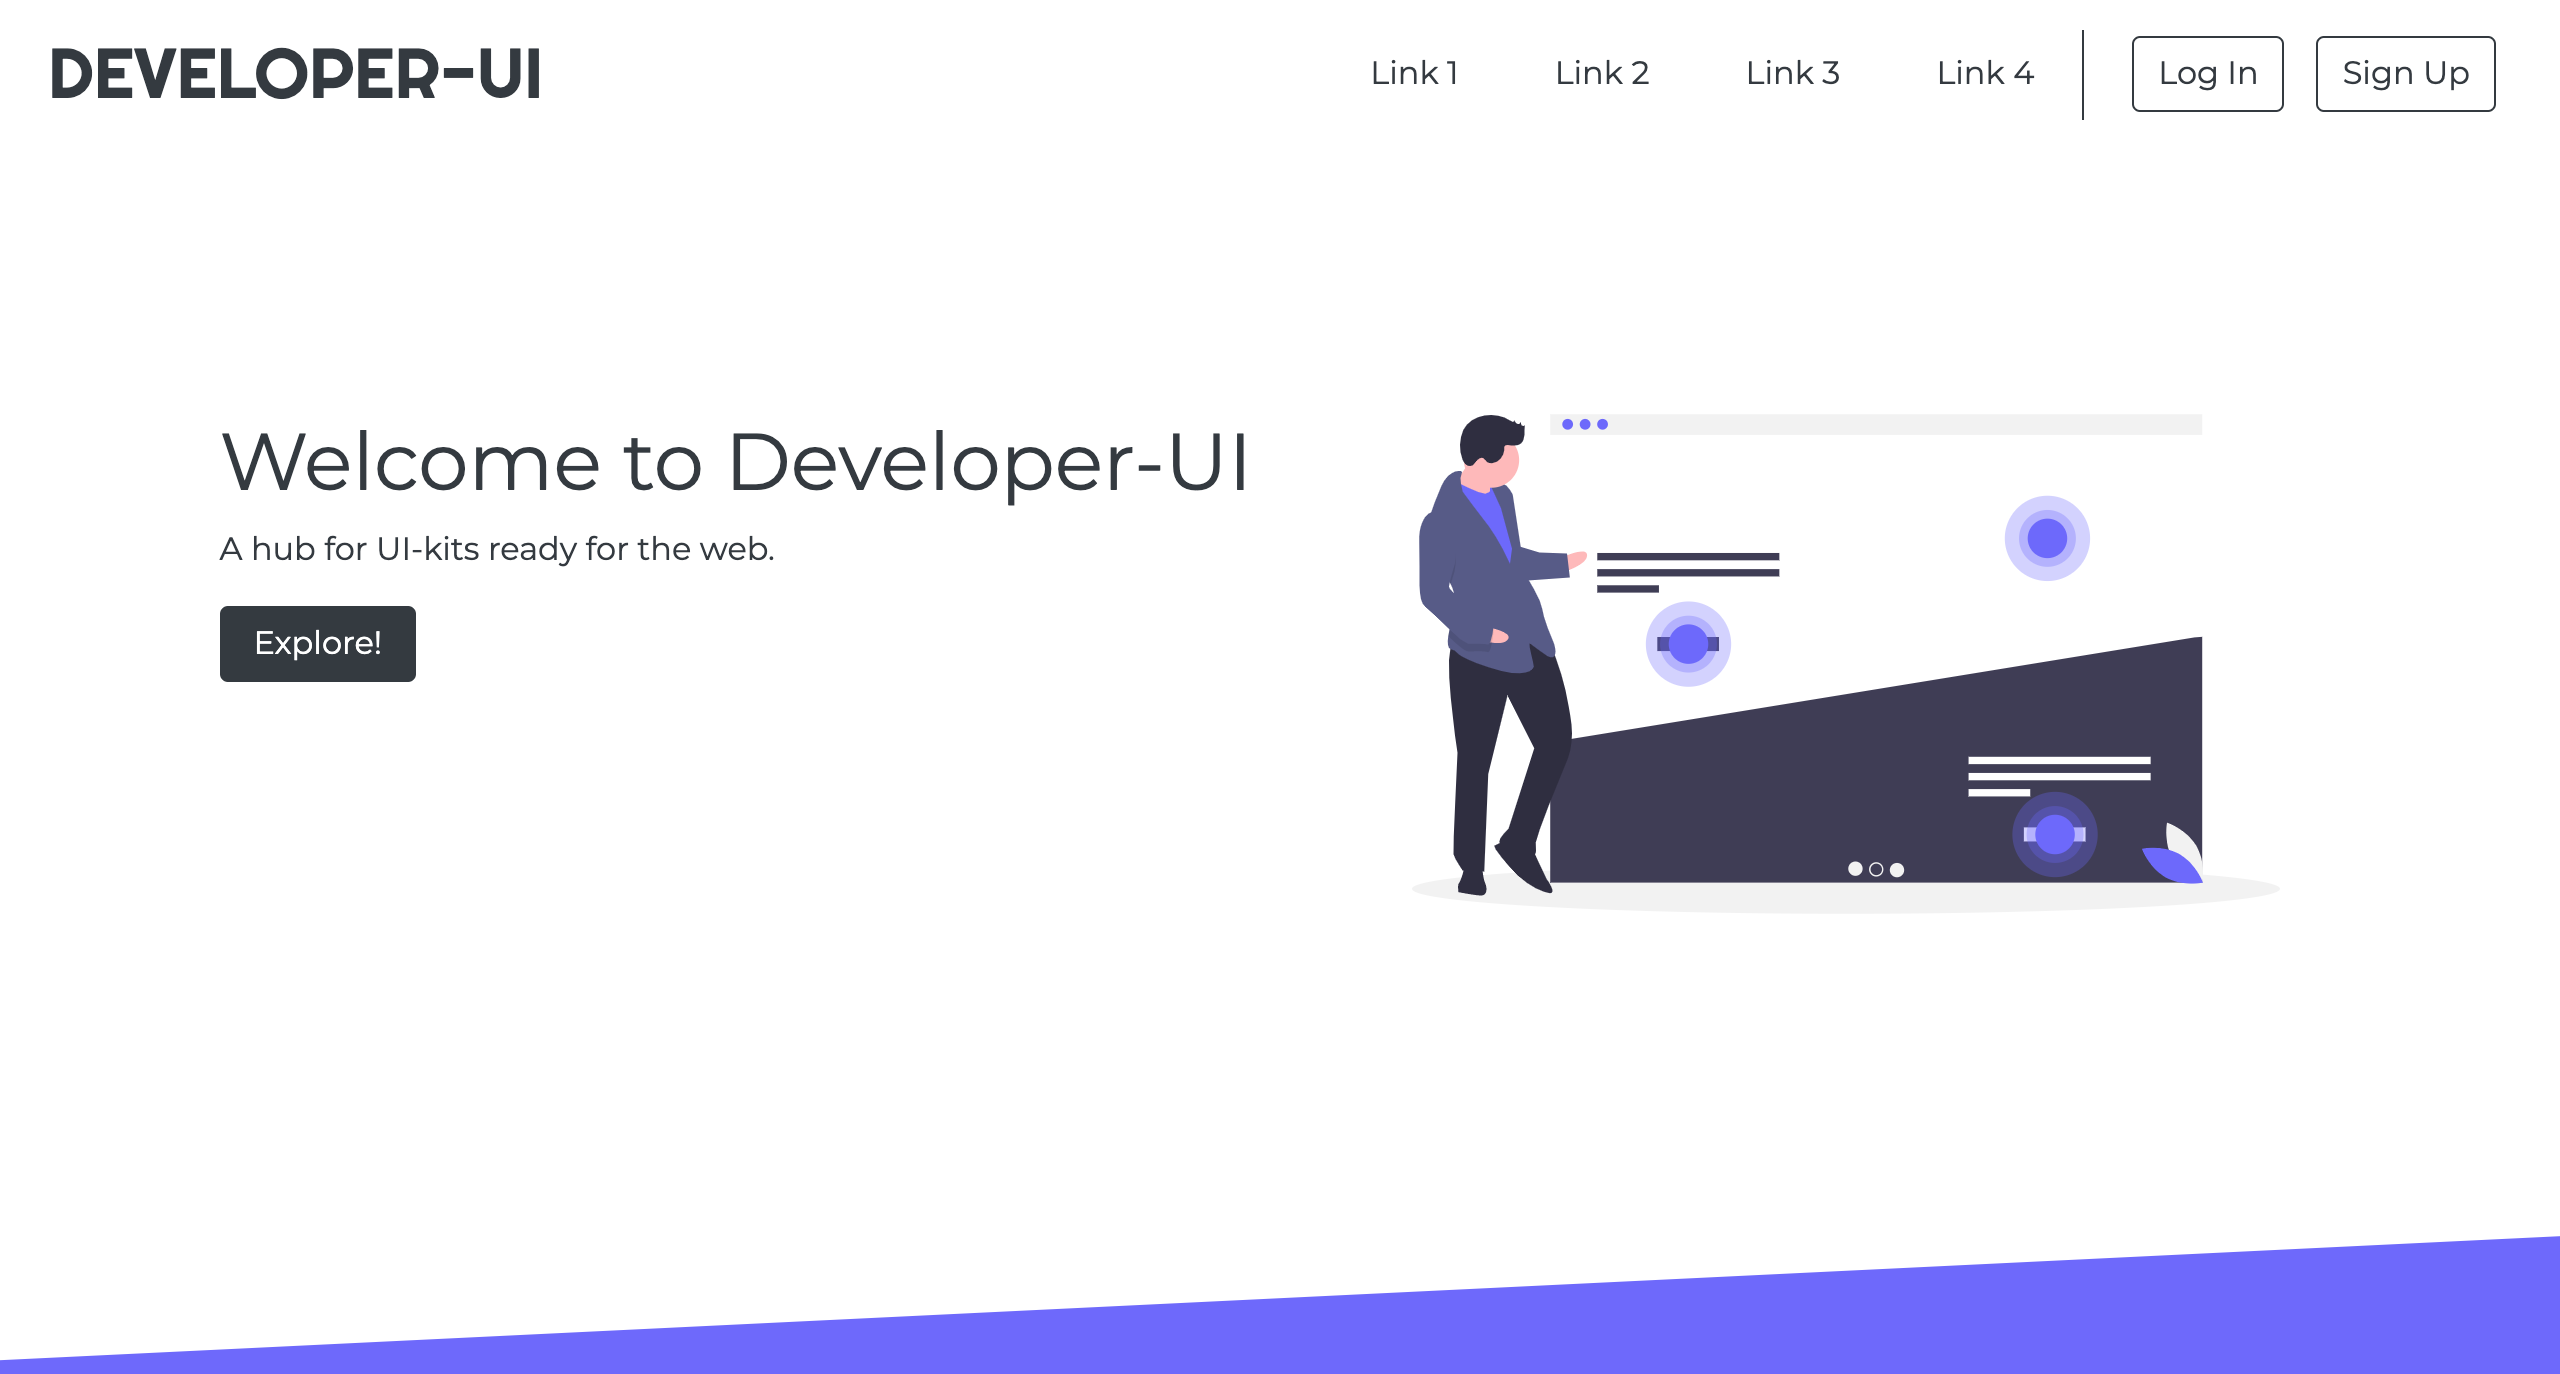 DEVELOPER-UI
Link 1
Link 2
Link 3
Link 4
Log In
Sign Up
Welcome to Developer-UI
A hub for UI-kits ready for the web.
Explore!